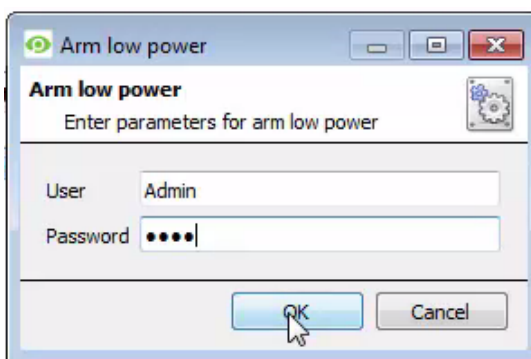 Arm low power
Arm low power
Enter parameters for arm low power
User Admin
Password ●●●●
OK Cancel